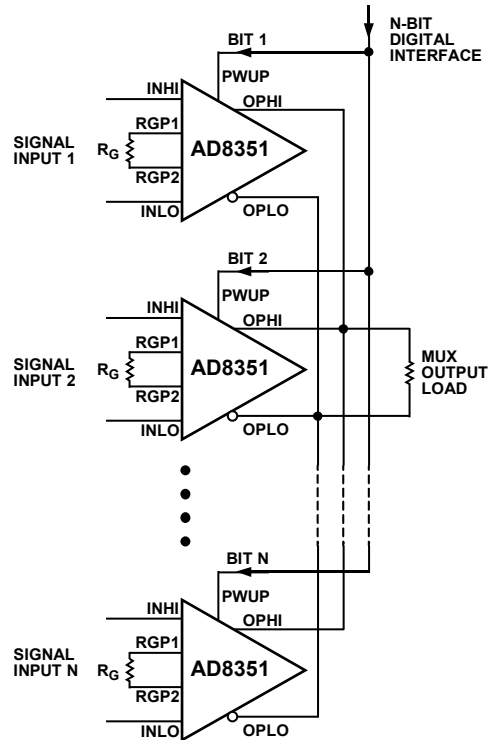 N-BIT
DIGITAL
INTERFACE
BIT 1
PWUP
INHI
OPHI
RGP1
SIGNAL
INPUT 1
RG
AD8351
RGP2
INLO
OPLO
BIT 2
PWUP
INHI
OPHI
RGP1
SIGNAL
INPUT 2
RG
AD8351
MUX
OUTPUT
LOAD
RGP2
INLO
OPLO
BIT N
PWUP
INHI
OPHI
RGP1
SIGNAL
INPUT N
RG
AD8351
RGP2
INLO
OPLO